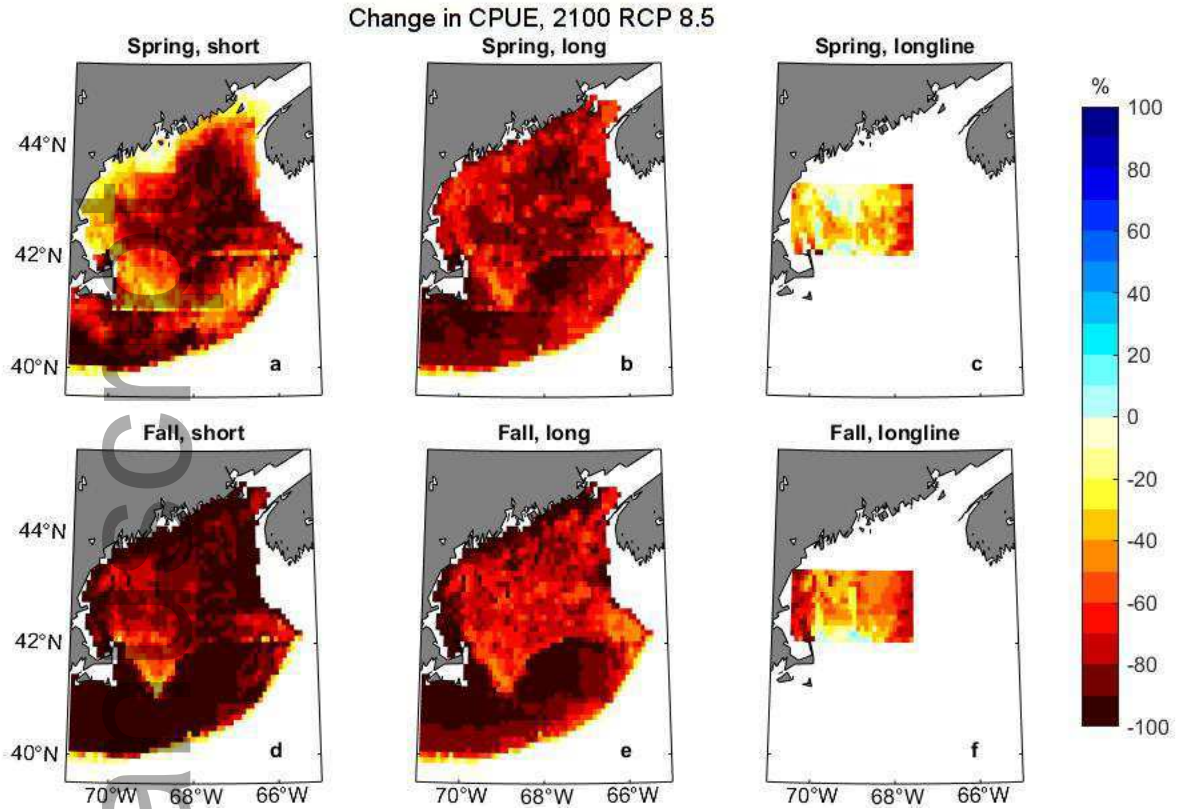 Change in CPUE, 2100 RCP 8.5
Spring, short
Spring, long
Spring, longline
%
100
80
60
40
20
0
-20
-40
-60
-80
-100
44°N
42°N
40°N
a
b
c
Fall, short
Fall, long
Fall, longline
44°N
42°N
40°N
d
e
f
70°W 68°W 66°W
70°W 68°W 66°W
70°W 68°W 66°W